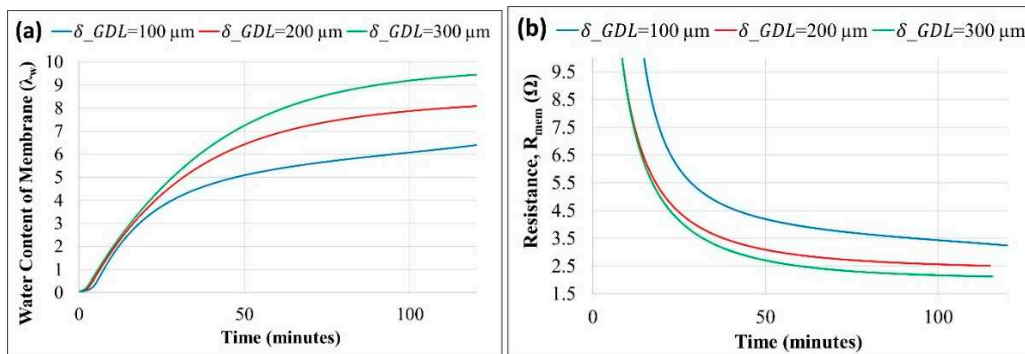 (a)
δ_GDL=100 µm δ_GDL=200 µm δ_GDL=300 µm
Water Content of Membrane (λw)
10
9
8
7
6
5
4
3
2
1
0
0 50 100
Time (minutes)
(b)
δ_GDL=100 µm δ_GDL=200 µm δ_GDL=300 µm
Resistance, Rmem (Ω)
9.5
8.5
7.5
6.5
5.5
4.5
3.5
2.5
1.5
0 50 100
Time (minutes)